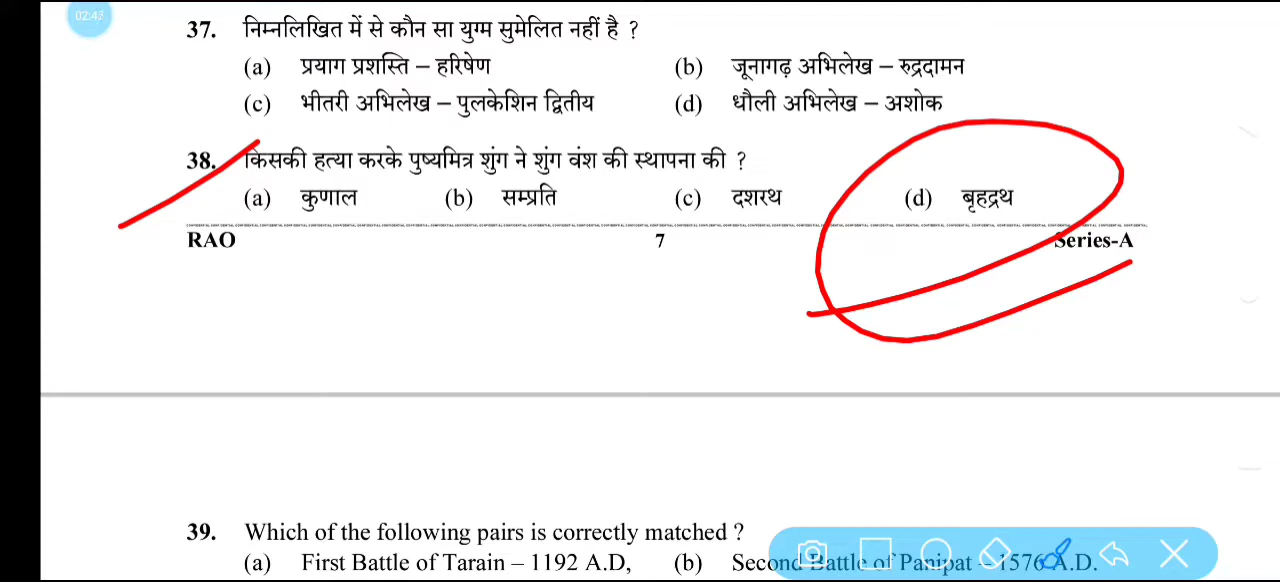 02:43
37. निम्नलिखित में से कौन सा युग्म सुमेलित नहीं है ?
(a) प्रयाग प्रशस्ति – हरिषेण (b) जूनागढ़ अभिलेख – रुद्रदामन
(c) भीतरी अभिलेख – पुलकेशिन द्वितीय (d) धौली अभिलेख – अशोक
38. किसकी हत्या करके पुष्यमित्र शुंग ने शुंग वंश की स्थापना की ?
(a) कुणाल (b) सम्प्रति (c) दशरथ (d) बृहद्रथ
RAO 7 Series-A
39. Which of the following pairs is correctly matched ?
(a) First Battle of Tarain – 1192 A.D, (b) Second Battle of Panipat – 1576 A.D.